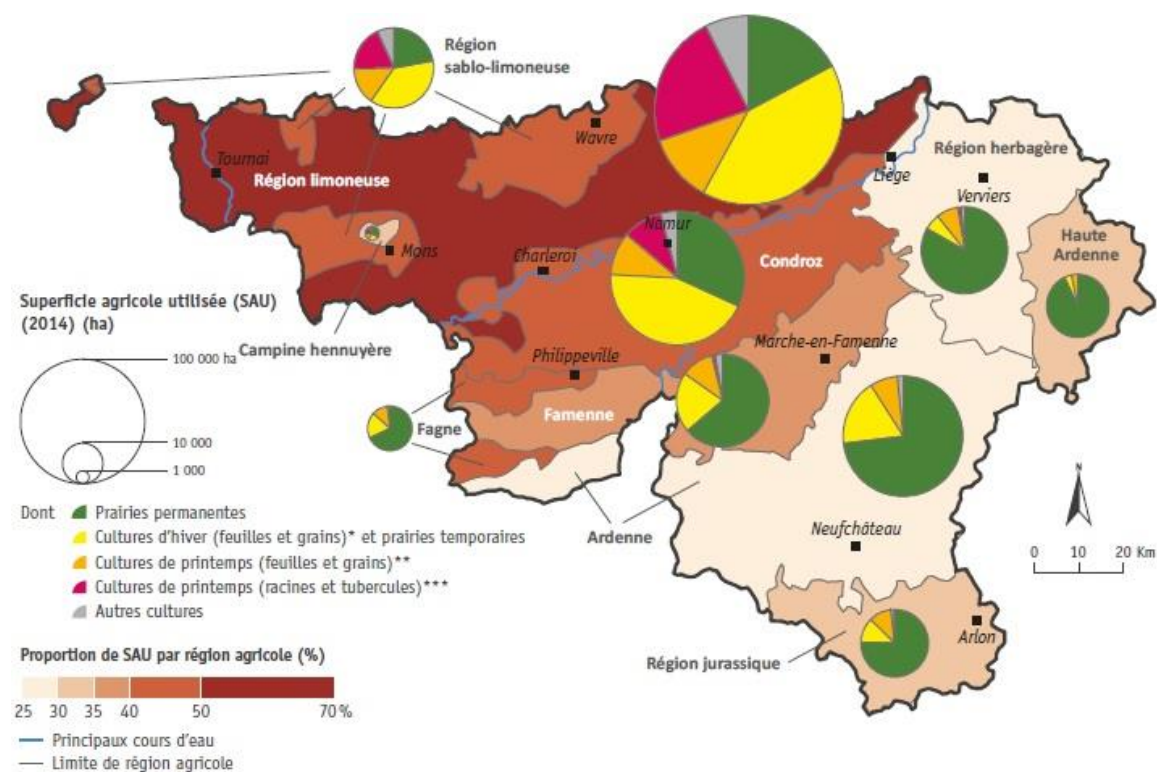 Région
sablo-limoneuse
Wavre
Tournai
Région limoneuse
Liège
Région herbagère
Verviers
Namur
Haute
Ardenne
Mons
Charleroi
Condroz
Superficie agricole utilisée (SAU)
(2014) (ha)
100 000 ha
10 000
1 000
Campine hennuyère
Philippeville
Marche-en-Famenne
Famenne
Fagne
Ardenne
Neufchâteau
N
0 10 20 Km
Dont
Prairies permanentes
Cultures d'hiver (feuilles et grains)* et prairies temporaires
Cultures de printemps (feuilles et grains)**
Cultures de printemps (racines et tubercules)***
Autres cultures
Arlon
Région jurassique
Proportion de SAU par région agricole (%)
25 30 35 40 50 70%
Principaux cours d'eau
Limite de région agricole